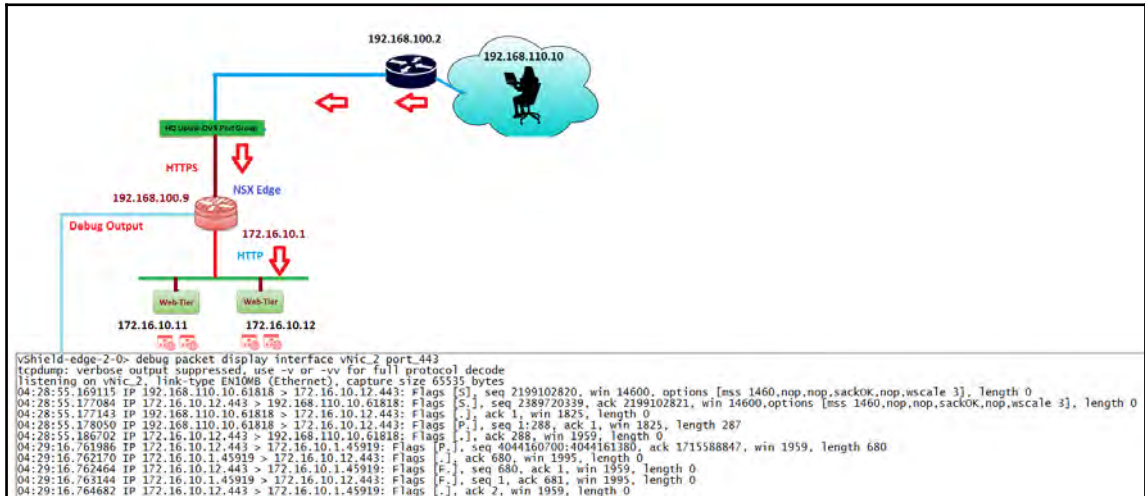 192.168.100.2
192.168.110.10
HQ Uplink-DVS Port Group
HTTPS
NSX Edge
192.168.100.9
Debug Output
172.16.10.1
HTTP
Web-Tier
Web-Tier
172.16.10.11
172.16.10.12
vShield-edge-2-0> debug packet display interface vNic_2 port_443
tcpdump: verbose output suppressed, use -v or -vv for full protocol decode
listening on vNic_2, link-type EN10MB (Ethernet), capture size 65535 bytes
04:28:55.169115 IP 192.168.110.10.61818 > 172.16.10.12.443: Flags [S], seq 2199102820, win 14600, options [mss 1460,nop,nop,sackOK,nop,wscale 3], length 0
04:28:55.177084 IP 172.16.10.12.443 > 192.168.110.10.61818: Flags [S.], seq 2389720339, ack 2199102821, win 14600,options [mss 1460,nop,nop,sackOK,nop,wscale 3], length 0
04:28:55.177143 IP 192.168.110.10.61818 > 172.16.10.12.443: Flags [.], ack 1, win 1825, length 0
04:28:55.178050 IP 192.168.110.10.61818 > 172.16.10.12.443: Flags [P.], seq 1:288, ack 1, win 1825, length 287
04:28:55.186702 IP 172.16.10.12.443 > 192.168.110.10.61818: Flags [.], ack 288, win 1959, length 0
04:29:16.761986 IP 172.16.10.12.443 > 172.16.10.1.45919: Flags [P.], seq 4044160700:4044161380, ack 1715588847, win 1959, length 680
04:29:16.762170 IP 172.16.10.1.45919 > 172.16.10.12.443: Flags [.], ack 680, win 1995, length 0
04:29:16.762464 IP 172.16.10.12.443 > 172.16.10.1.45919: Flags [F.], seq 680, ack 1, win 1959, length 0
04:29:16.763144 IP 172.16.10.1.45919 > 172.16.10.12.443: Flags [F.], seq 1, ack 681, win 1995, length 0
04:29:16.764682 IP 172.16.10.12.443 > 172.16.10.1.45919: Flags [.], ack 2, win 1959, length 0